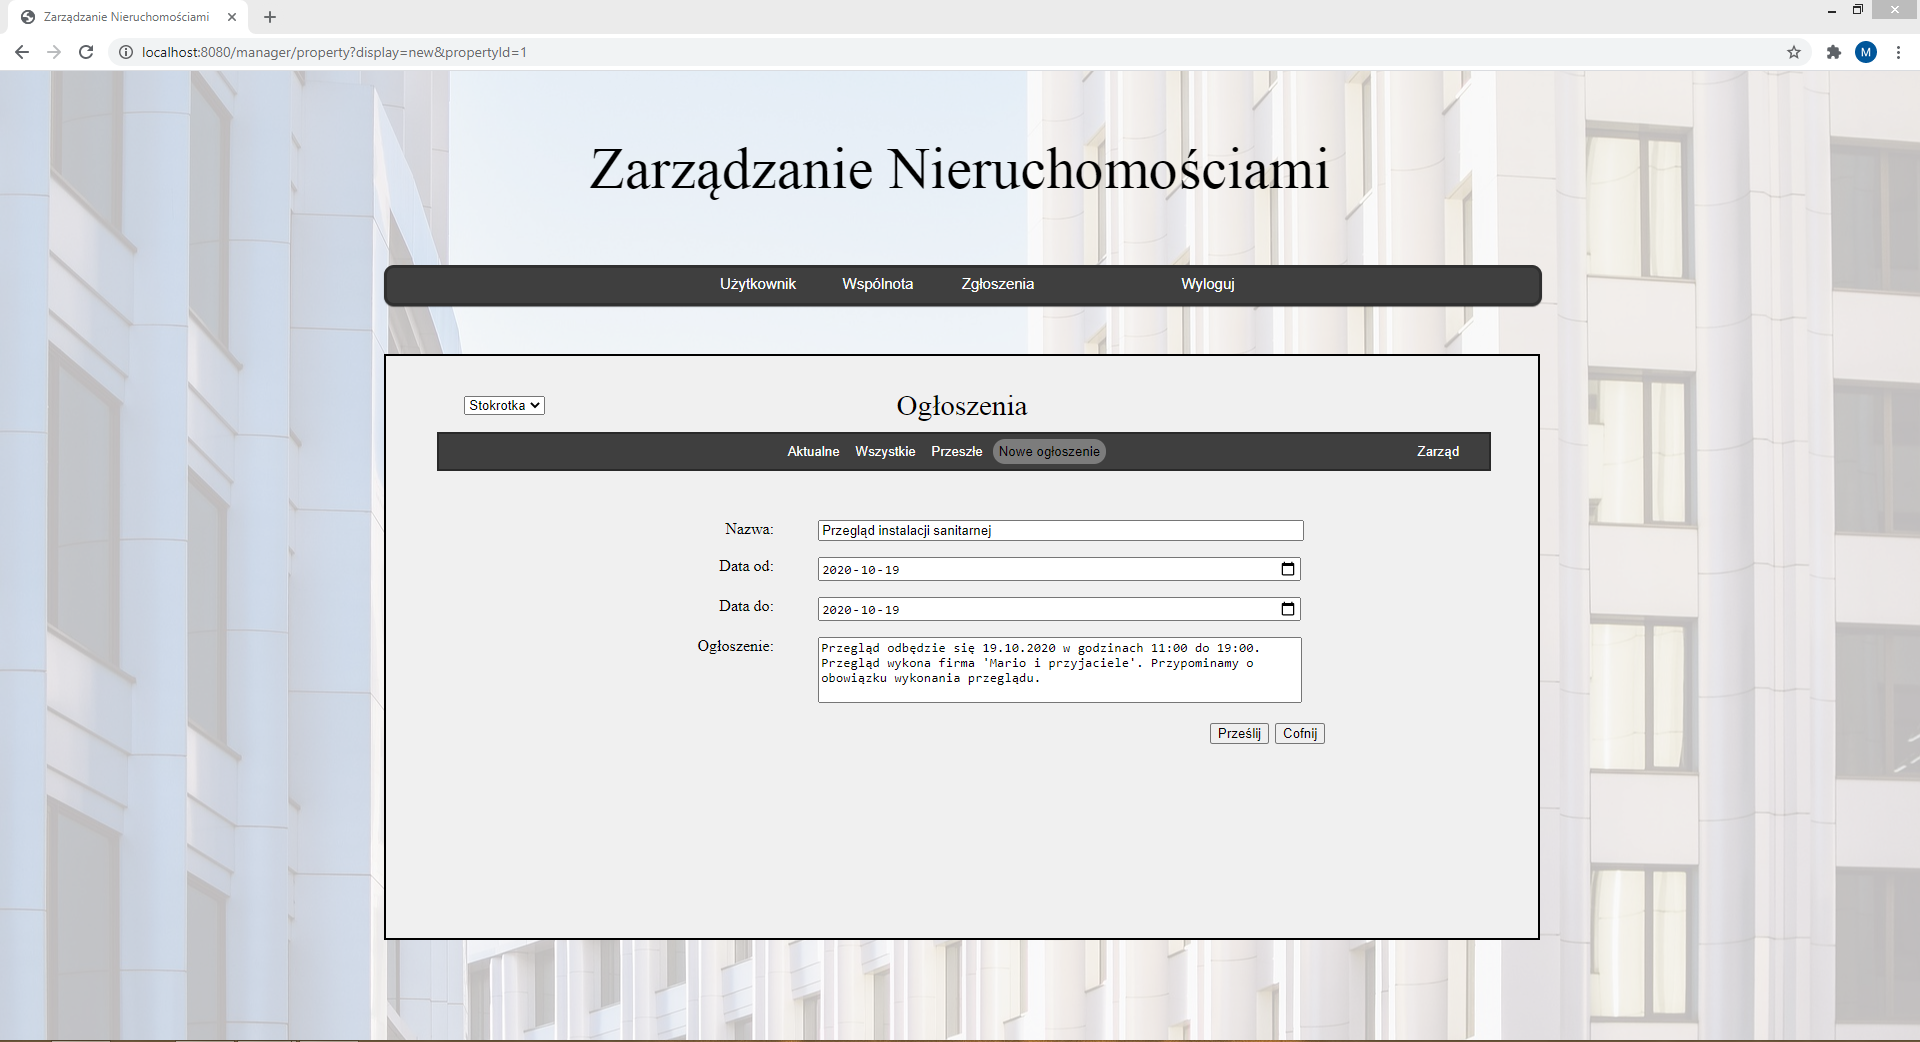 Zarządzanie Nieruchomościami
localhost:8080/manager/property?display=new&propertyId=1
M
Zarządzanie Nieruchomościami
Użytkownik Wspólnota Zgłoszenia Wyloguj
Stokrotka
Ogłoszenia
Aktualne Wszystkie Przeszłe Nowe ogłoszenie Zarząd
Nazwa: Przegląd instalacji sanitarnej
Data od: 2020-10-19
Data do: 2020-10-19
Ogłoszenie: Przegląd odbędzie się 19.10.2020 w godzinach 11:00 do 19:00.
Przegląd wykona firma 'Mario i przyjaciele'. Przypominamy o
obowiązku wykonania przeglądu.
Prześlij Cofnij